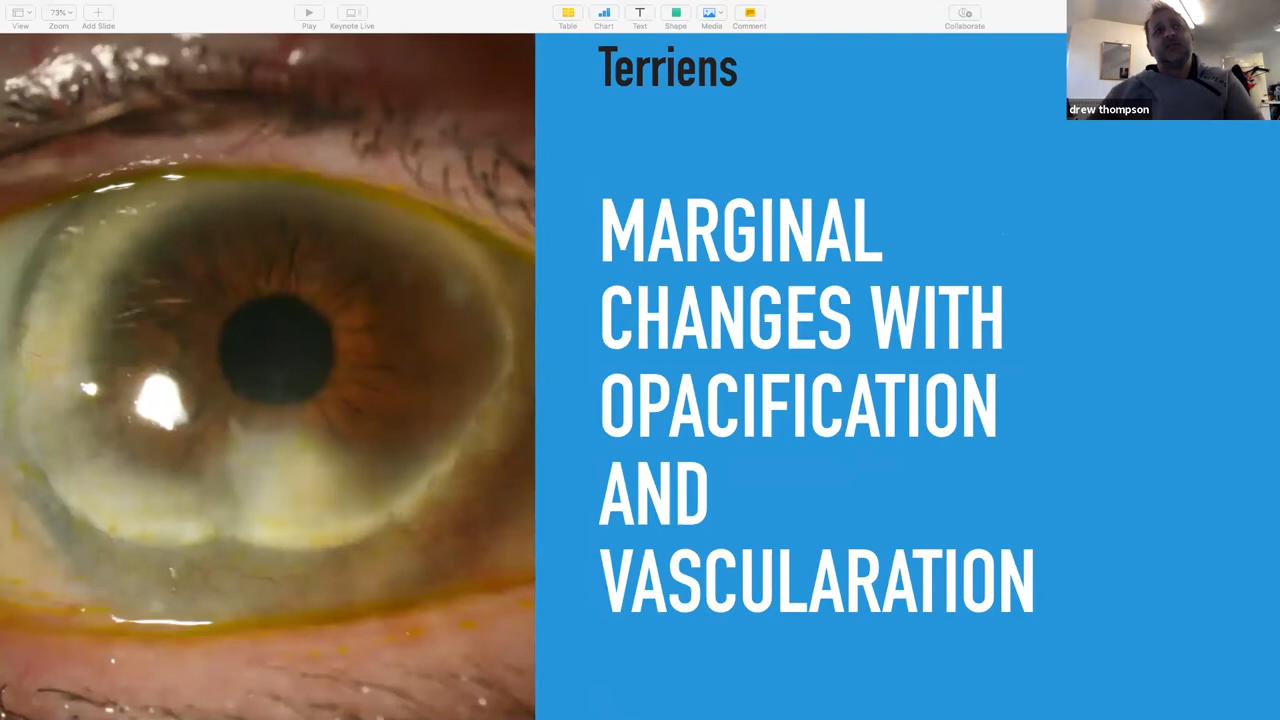 View
73%
Zoom
Add Slide
Play
Keynote Live
Table
Chart
Text
Shape
Media
Comment
Collaborate
drew thompson
Terriens
MARGINAL
CHANGES WITH
OPACIFICATION
AND
VASCULARATION